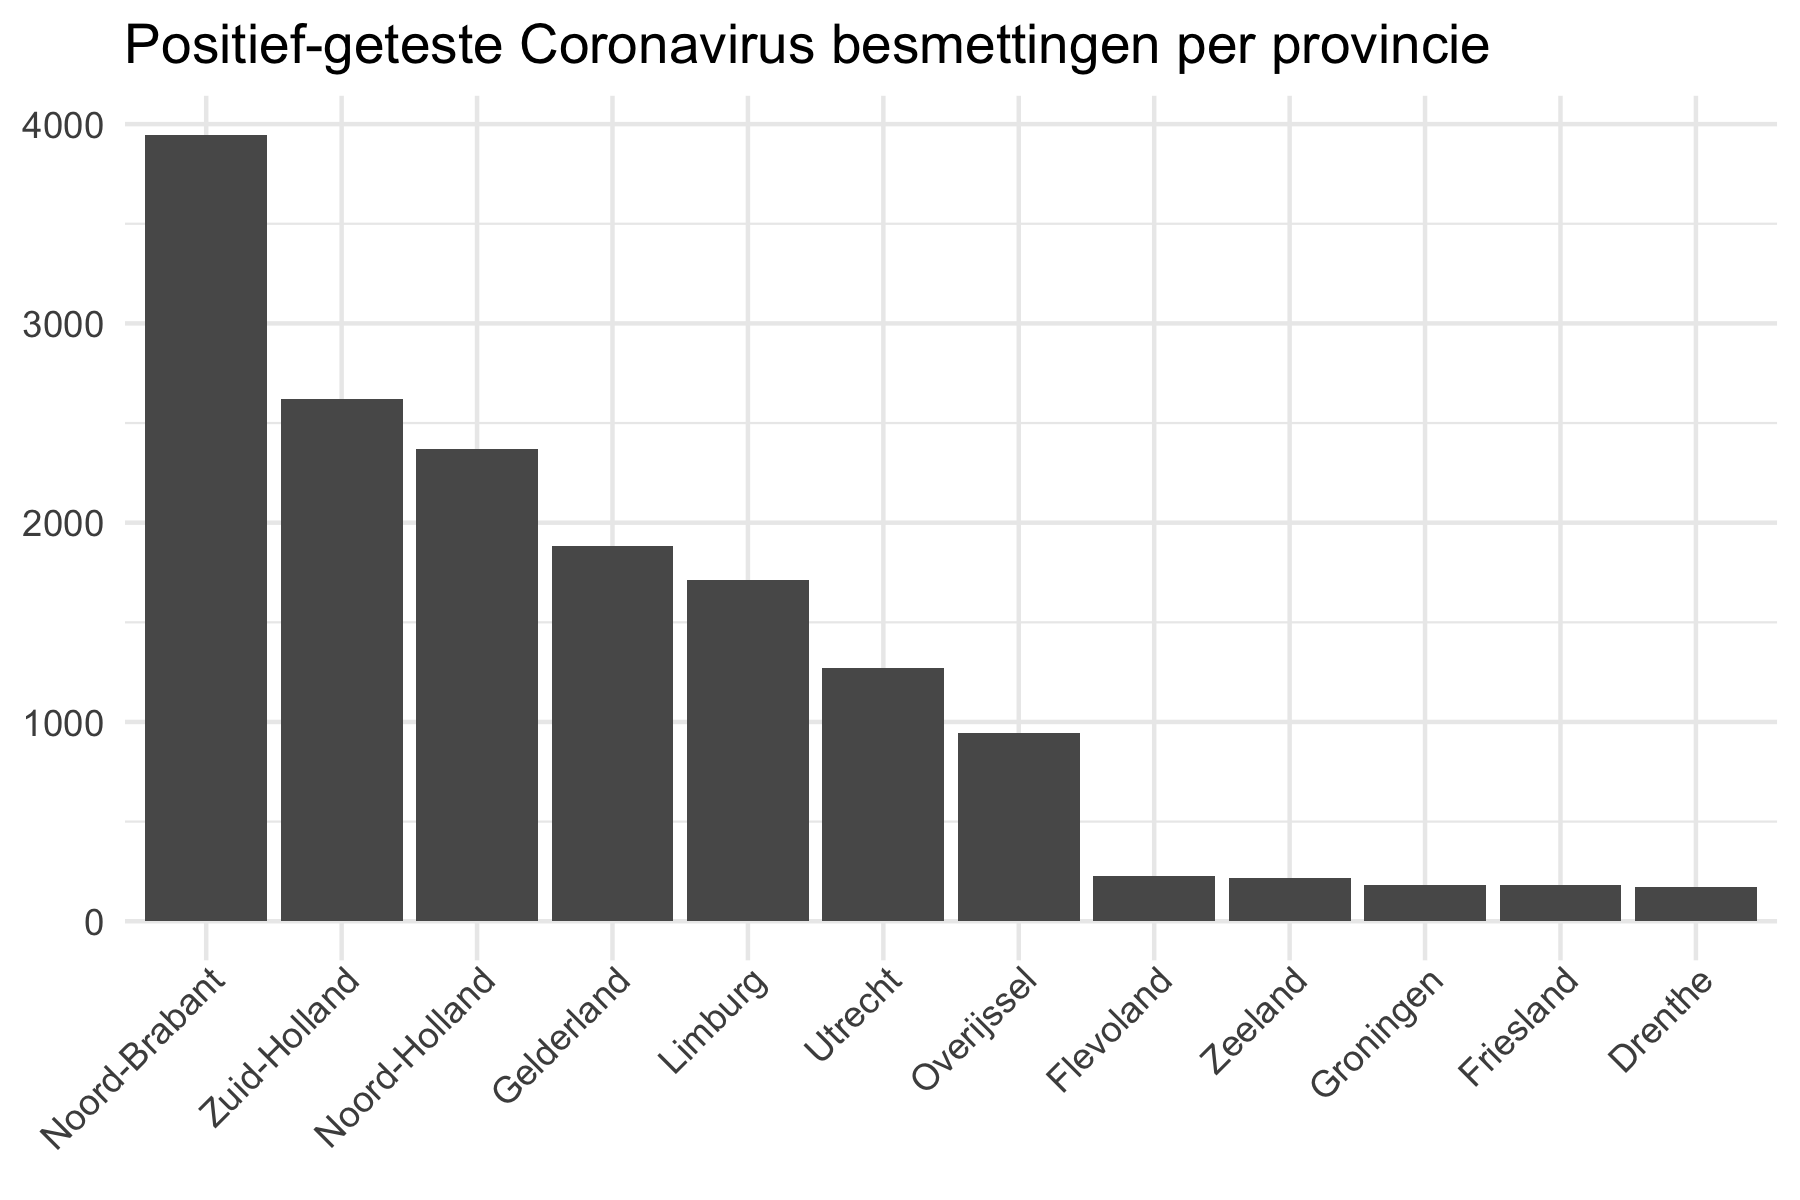 Positief-geteste Coronavirus besmettingen per provincie
4000
3000
2000
1000
0
Noord-Brabant
Zuid-Holland
Noord-Holland
Gelderland
Limburg
Utrecht
Overijssel
Flevoland
Zeeland
Groningen
Friesland
Drenthe